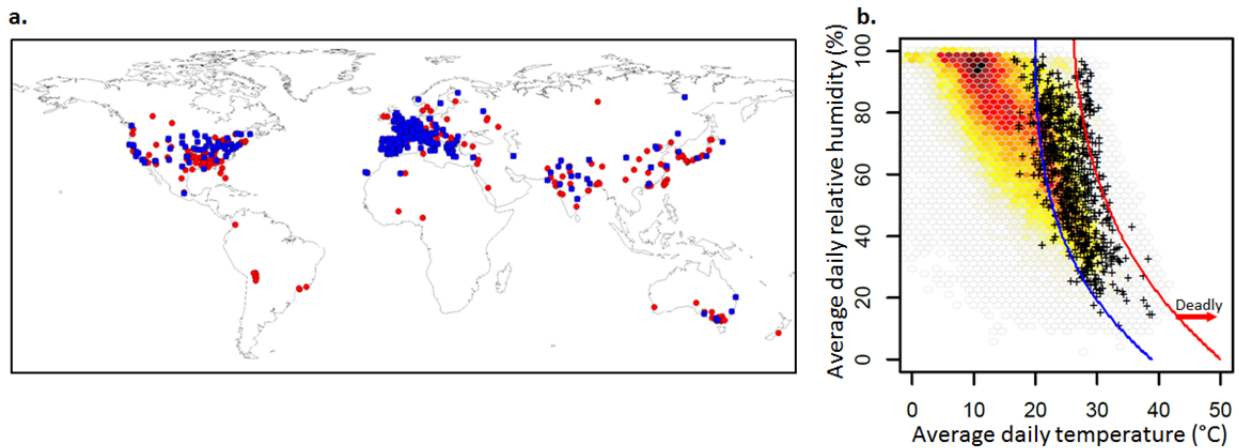 a.
b.
Average daily relative humidity (%)
100
80
60
40
20
0
Deadly
0 10 20 30 40 50
Average daily temperature (°C)